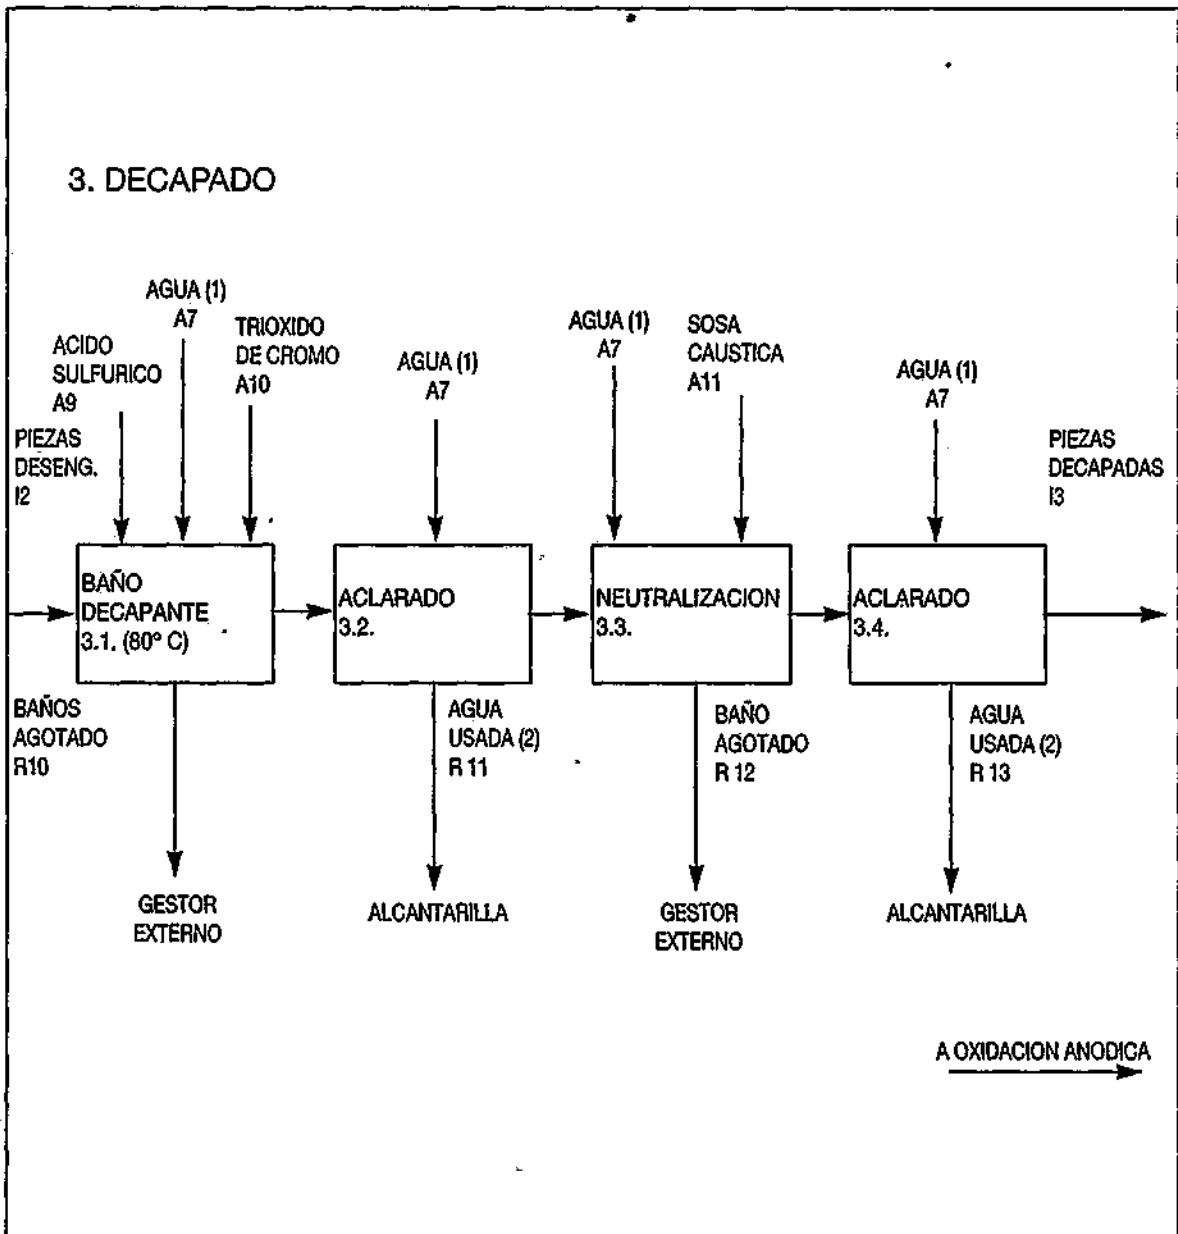 3. DECAPADO
AGUA (1)
A7
ACIDO
SULFURICO
A9
TRIOXIDO
DE CROMO
A10
AGUA (1)
A7
AGUA (1)
A7
SOSA
CAUSTICA
A11
AGUA (1)
A7
PIEZAS
DESENG.
I2
PIEZAS
DECAPADAS
I3
BAÑO
DECAPANTE
3.1. (80° C)
ACLARADO
3.2.
NEUTRALIZACION
3.3.
ACLARADO
3.4.
BAÑOS
AGOTADO
R10
AGUA
USADA (2)
R 11
BAÑO
AGOTADO
R 12
AGUA
USADA (2)
R 13
GESTOR
EXTERNO
ALCANTARILLA
GESTOR
EXTERNO
ALCANTARILLA
A OXIDACION ANODICA